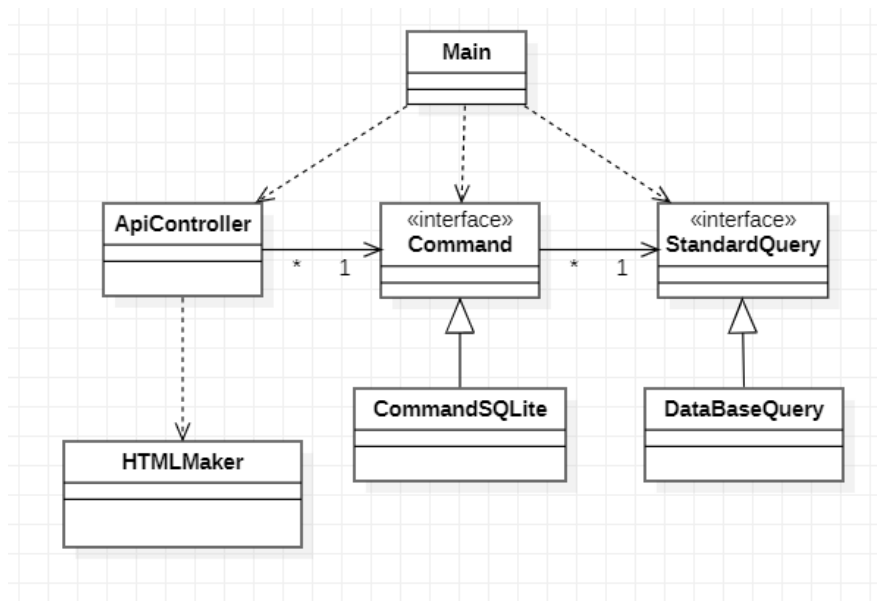 Main
ApiController
«interface»
Command
«interface»
StandardQuery
* 1
* 1
CommandSQLite
DataBaseQuery
HTMLMaker